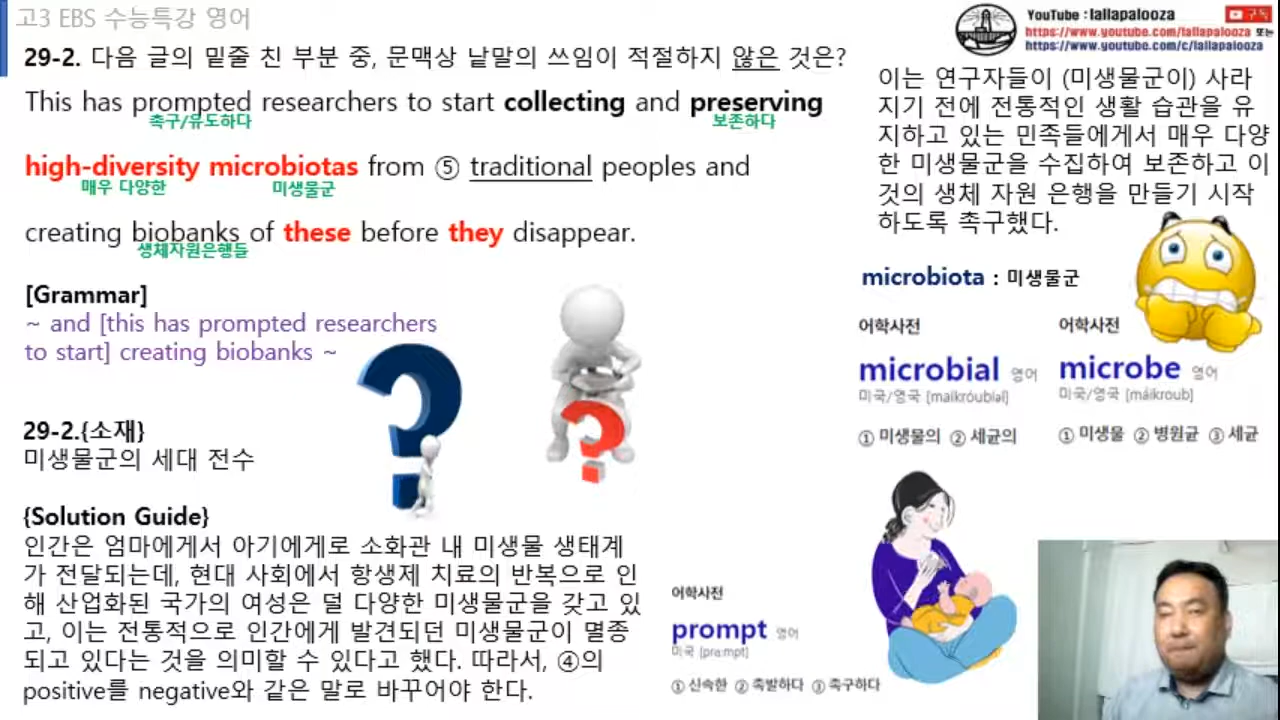 고3 EBS 수능특강 영어
YouTube : lallapalooza
구독
https://www.youtube.com/lallapalooza 또는
https://www.youtube.com/c/lallapalooza
29-2. 다음 글의 밑줄 친 부분 중, 문맥상 낱말의 쓰임이 적절하지 않은 것은?
This has prompted researchers to start collecting and preserving
촉구/유도하다 보존하다
high-diversity microbiotas from ⑤ traditional peoples and
매우 다양한 미생물군
creating biobanks of these before they disappear.
생체자원은행들
이는 연구자들이 (미생물군이) 사라
지기 전에 전통적인 생활 습관을 유
지하고 있는 민족들에게서 매우 다양
한 미생물군을 수집하여 보존하고 이
것의 생체 자원 은행을 만들기 시작
하도록 촉구했다.
[Grammar]
~ and [this has prompted researchers
to start] creating biobanks ~
microbiota : 미생물군
어학사전
microbial 영어
미국/영국 [maikróubiəl]
① 미생물의 ② 세균의
어학사전
microbe 영어
미국/영국 [máikroub]
① 미생물 ② 병원균 ③ 세균
29-2.{소재}
미생물군의 세대 전수
{Solution Guide}
인간은 엄마에게서 아기에게로 소화관 내 미생물 생태계
가 전달되는데, 현대 사회에서 항생제 치료의 반복으로 인
해 산업화된 국가의 여성은 덜 다양한 미생물군을 갖고 있
고, 이는 전통적으로 인간에게 발견되던 미생물군이 멸종
되고 있다는 것을 의미할 수 있다고 했다. 따라서, ④의
positive를 negative와 같은 말로 바꾸어야 한다.
어학사전
prompt 영어
미국 [prɑːmpt]
① 신속한 ② 촉발하다 ③ 촉구하다